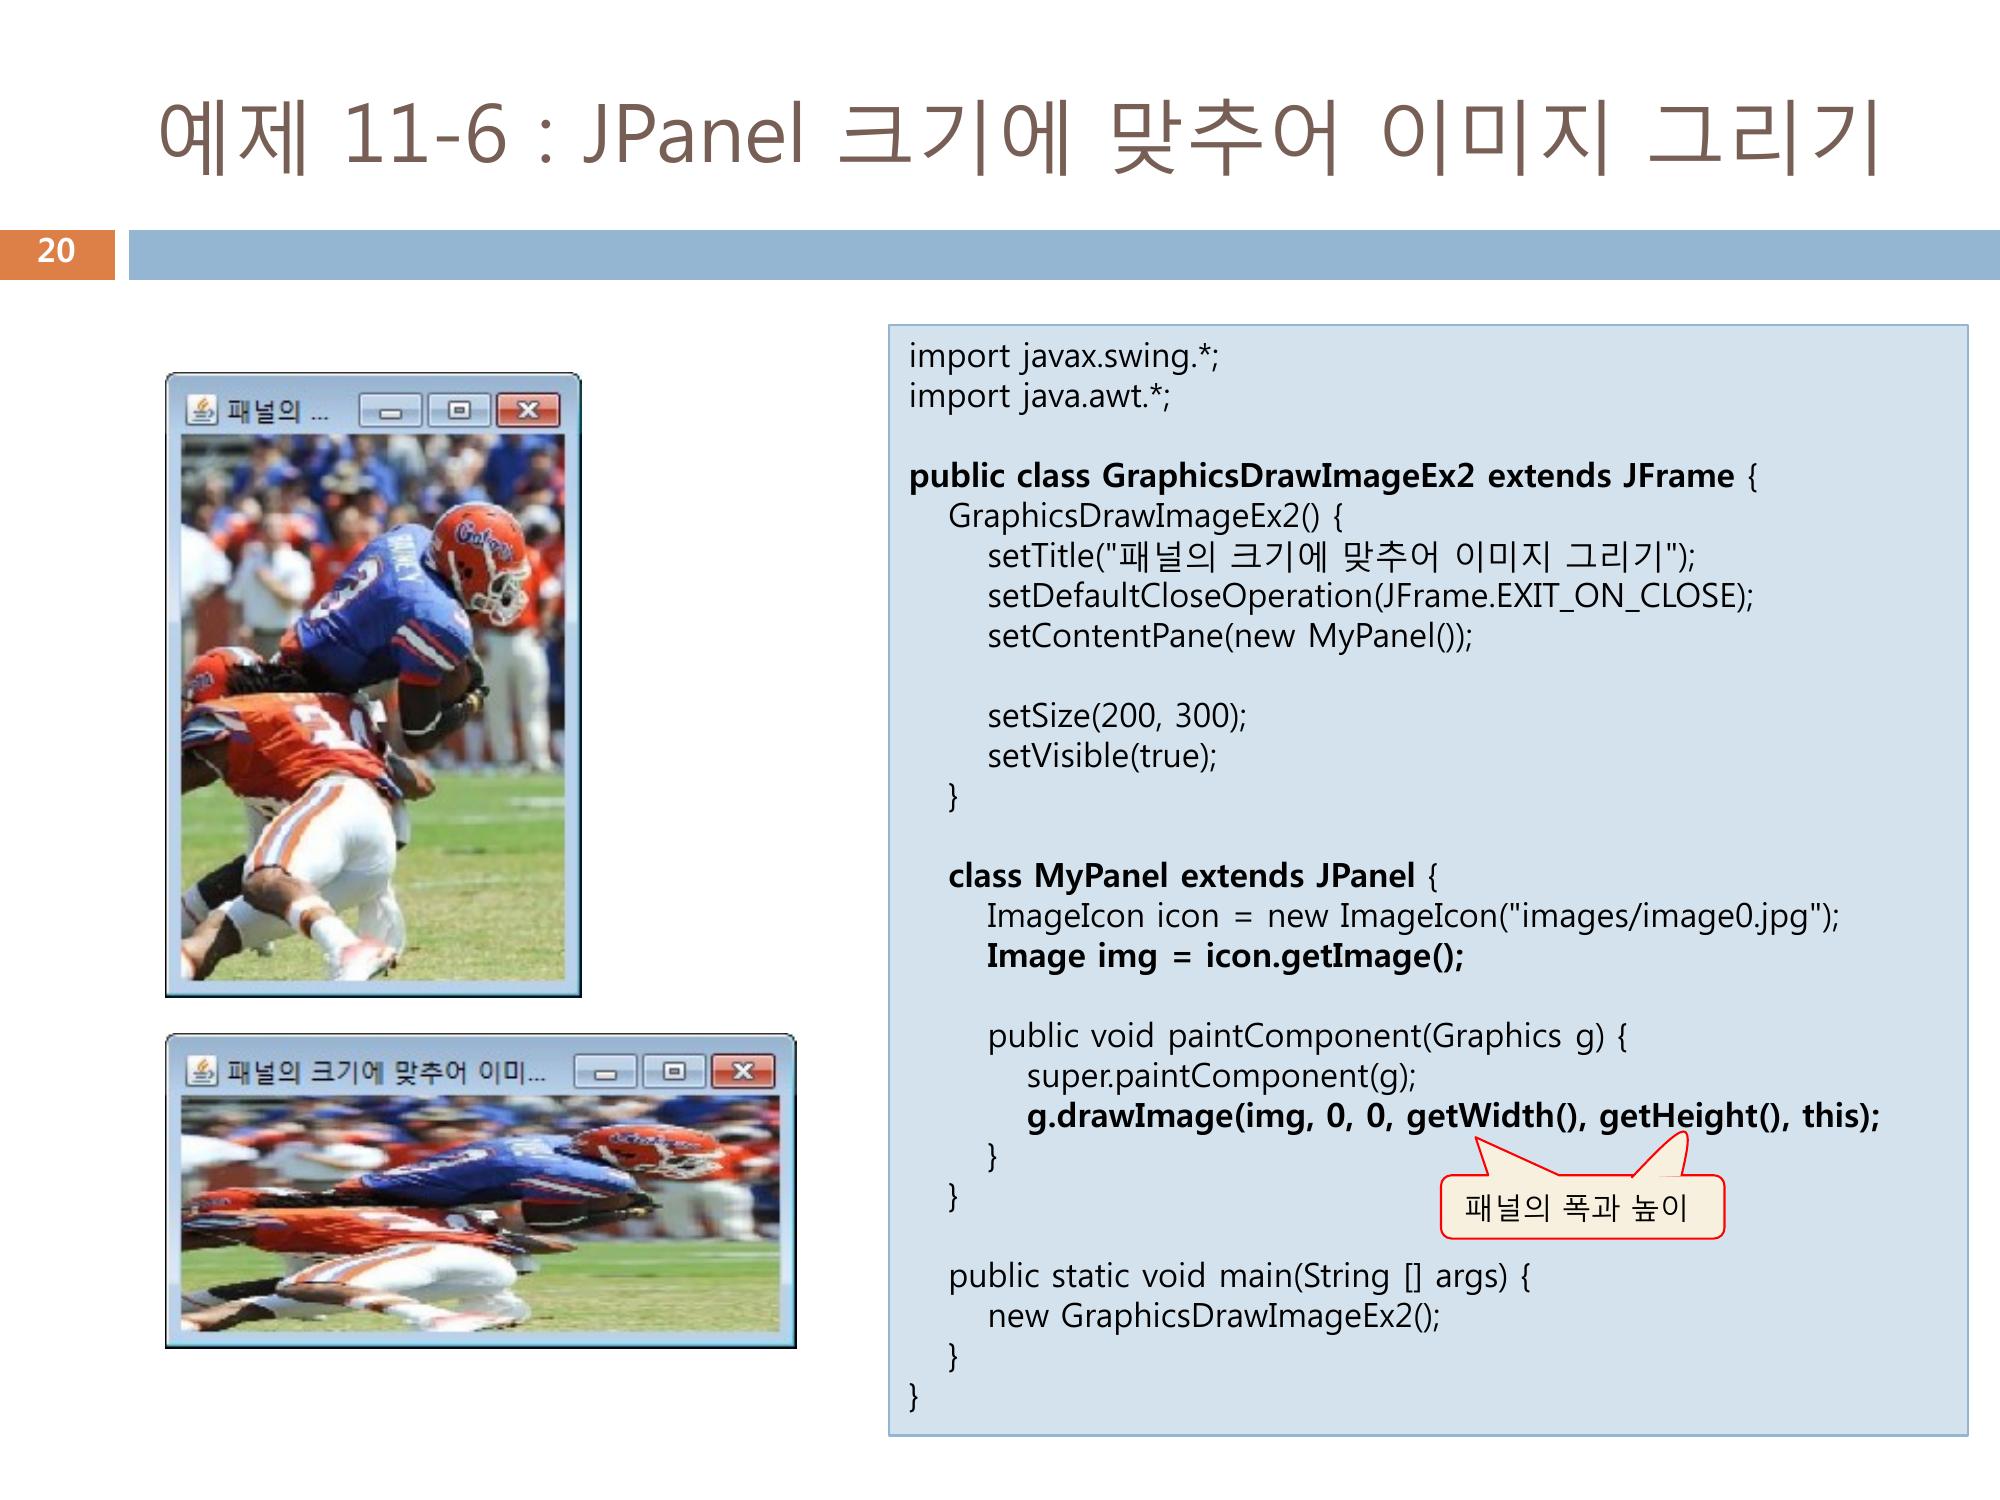 예제 11-6 : JPanel 크기에 맞추어 이미지 그리기
20
패널의 ...
Gators
패널의 크기에 맞추어 이미...
import javax.swing.*;
import java.awt.*;
public class GraphicsDrawImageEx2 extends JFrame {
GraphicsDrawImageEx2() {
setTitle("패널의 크기에 맞추어 이미지 그리기");
setDefaultCloseOperation(JFrame.EXIT_ON_CLOSE);
setContentPane(new MyPanel());
setSize(200, 300);
setVisible(true);
}
class MyPanel extends JPanel {
ImageIcon icon = new ImageIcon("images/image0.jpg");
Image img = icon.getImage();
public void paintComponent(Graphics g) {
super.paintComponent(g);
g.drawImage(img, 0, 0, getWidth(), getHeight(), this);
}
}
패널의 폭과 높이
public static void main(String [] args) {
new GraphicsDrawImageEx2();
}
}